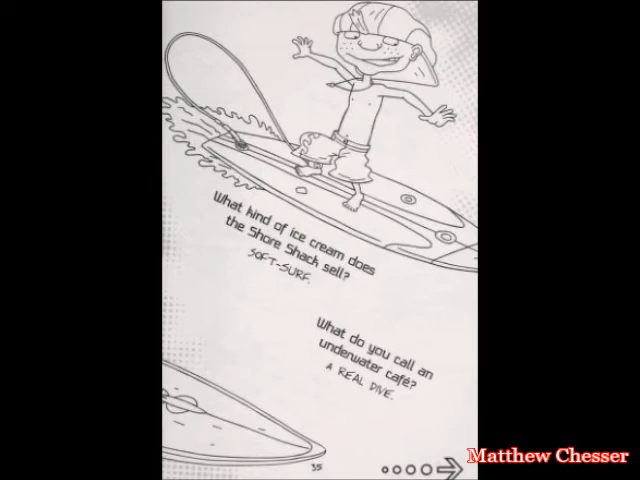 What kind of ice cream does
the Shore Shack sell?
SOFT-SURF.
What do you call an
underwater café?
A REAL DIVE.
35
Matthew Chesser